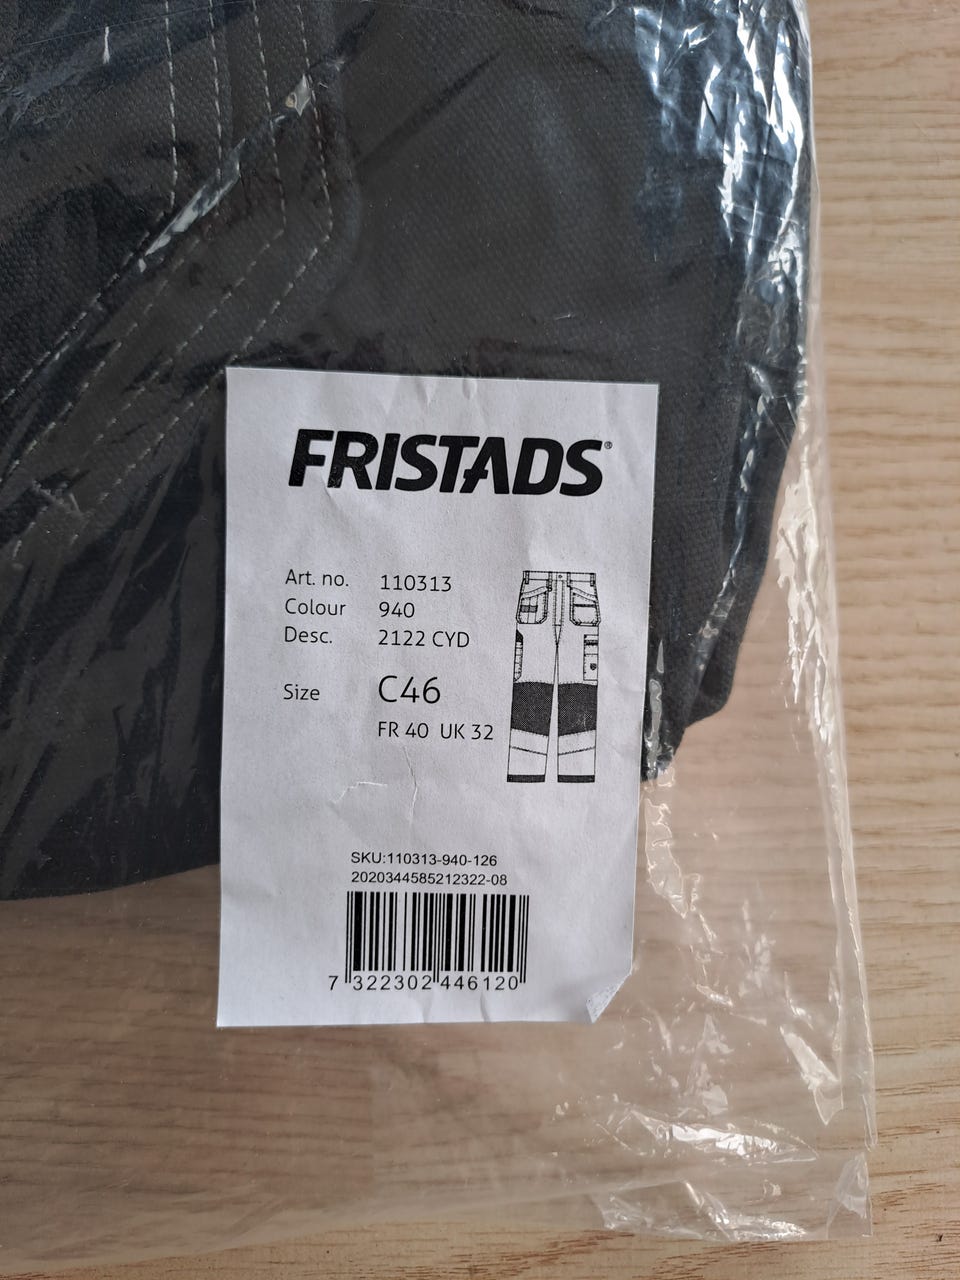 FRISTADS®
Art. no. 110313
Colour 940
Desc. 2122 CYD
Size C46
FR 40 UK 32
SKU:110313-940-126
2020344585212322-08
7 322302 446120